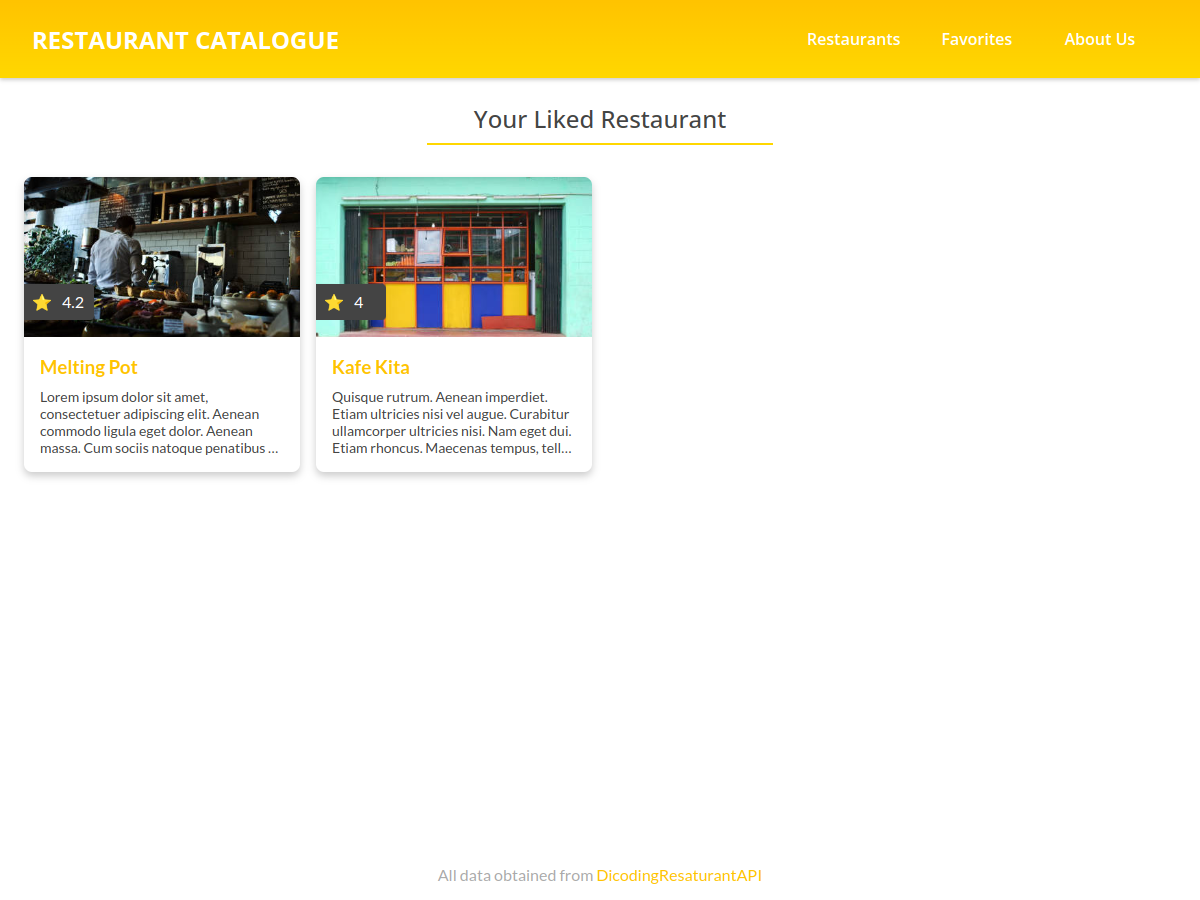 RESTAURANT CATALOGUE
Restaurants Favorites About Us
Your Liked Restaurant
4.2
Melting Pot
Lorem ipsum dolor sit amet,
consectetuer adipiscing elit. Aenean
commodo ligula eget dolor. Aenean
massa. Cum sociis natoque penatibus ...
4
Kafe Kita
Quisque rutrum. Aenean imperdiet.
Etiam ultricies nisi vel augue. Curabitur
ullamcorper ultricies nisi. Nam eget dui.
Etiam rhoncus. Maecenas tempus, tell...
All data obtained from DicodingResaturantAPI